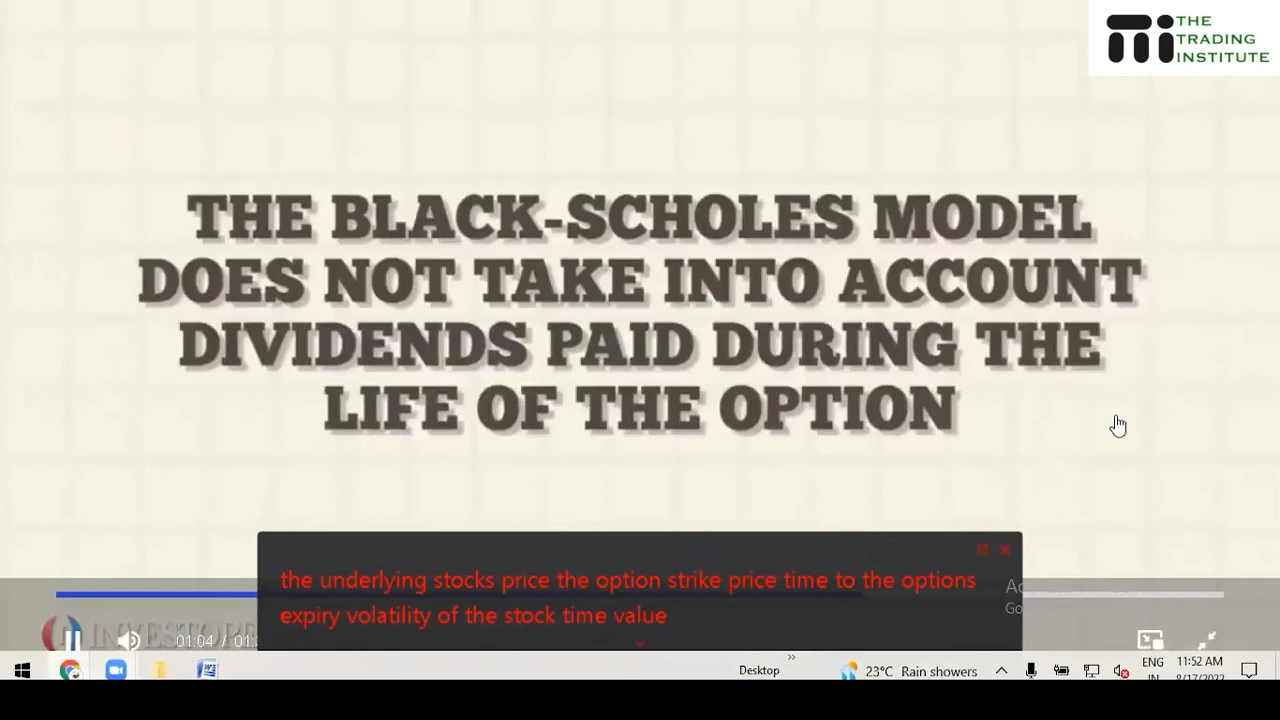 THE
TRADING
INSTITUTE
THE BLACK-SCHOLES MODEL
DOES NOT TAKE INTO ACCOUNT
DIVIDENDS PAID DURING THE
LIFE OF THE OPTION
the underlying stocks price the option strike price time to the options
expiry volatility of the stock time value
01:04
Desktop
23°C Rain showers
ENG
11:52 AM